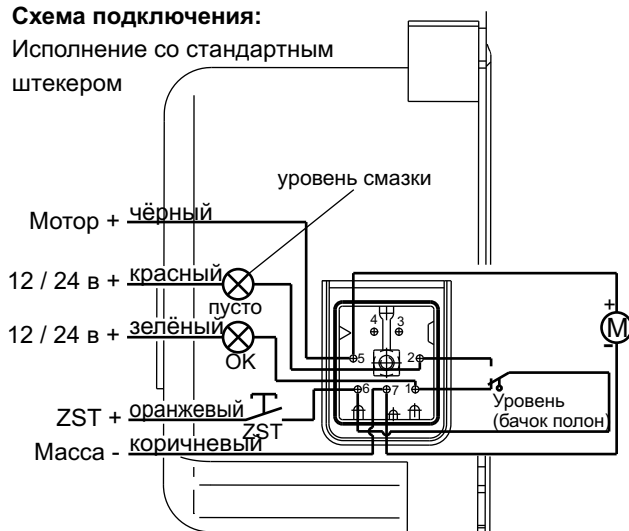 Схема подключения:
Исполнение со стандартным
штекером
уровень смазки
Мотор + чёрный
12 / 24 в + красный
пусто
12 / 24 в + зелёный
OK
ZST + оранжевый
ZST
Масса - коричневый
4 3
5 2
6 7 1
+
M
-
Уровень
(бачок полон)